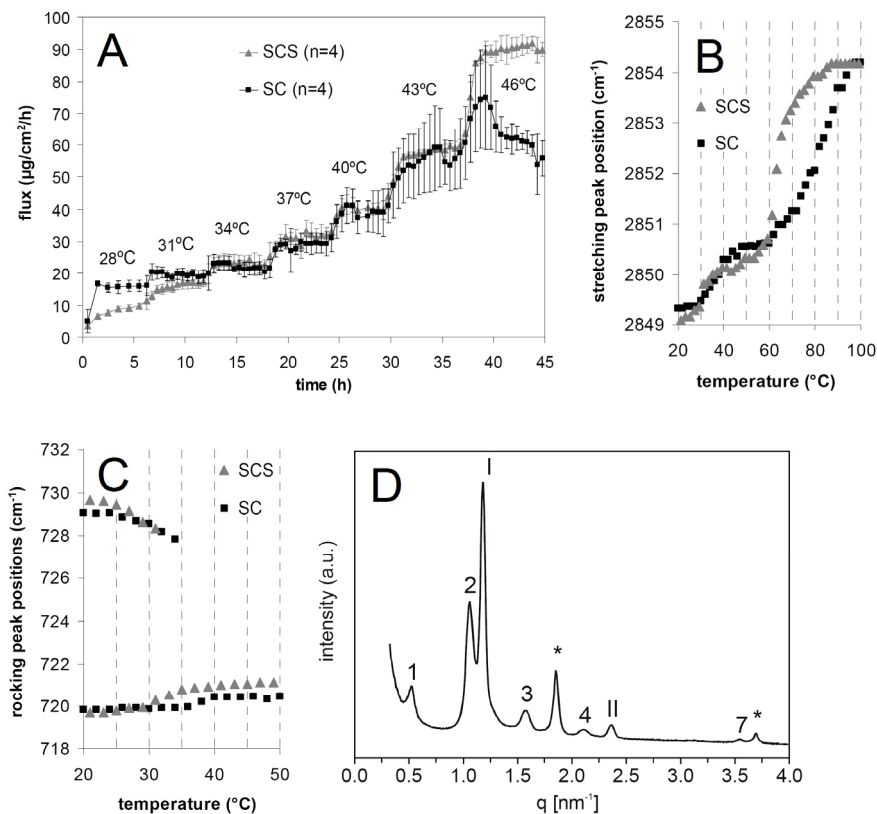 A
SCS (n=4)
SC (n=4)
28ºC
31ºC
34ºC
37ºC
40ºC
43ºC
46ºC
100
90
80
70
60
50
40
30
20
10
0
0 5 10 15 20 25 30 35 40 45
flux (µg/cm2/h)
time (h)
B
SCS
SC
2855
2854
2853
2852
2851
2850
2849
20 40 60 80 100
stretching peak position (cm-1)
temperature (°C)
C
SCS
SC
732
730
728
726
724
722
720
718
20 30 40 50
rocking peak positions (cm-1)
temperature (°C)
D
1
2
I
3
*
4
II
7
*
intensity (a.u.)
0.0 0.5 1.0 1.5 2.0 2.5 3.0 3.5 4.0
q [nm-1]